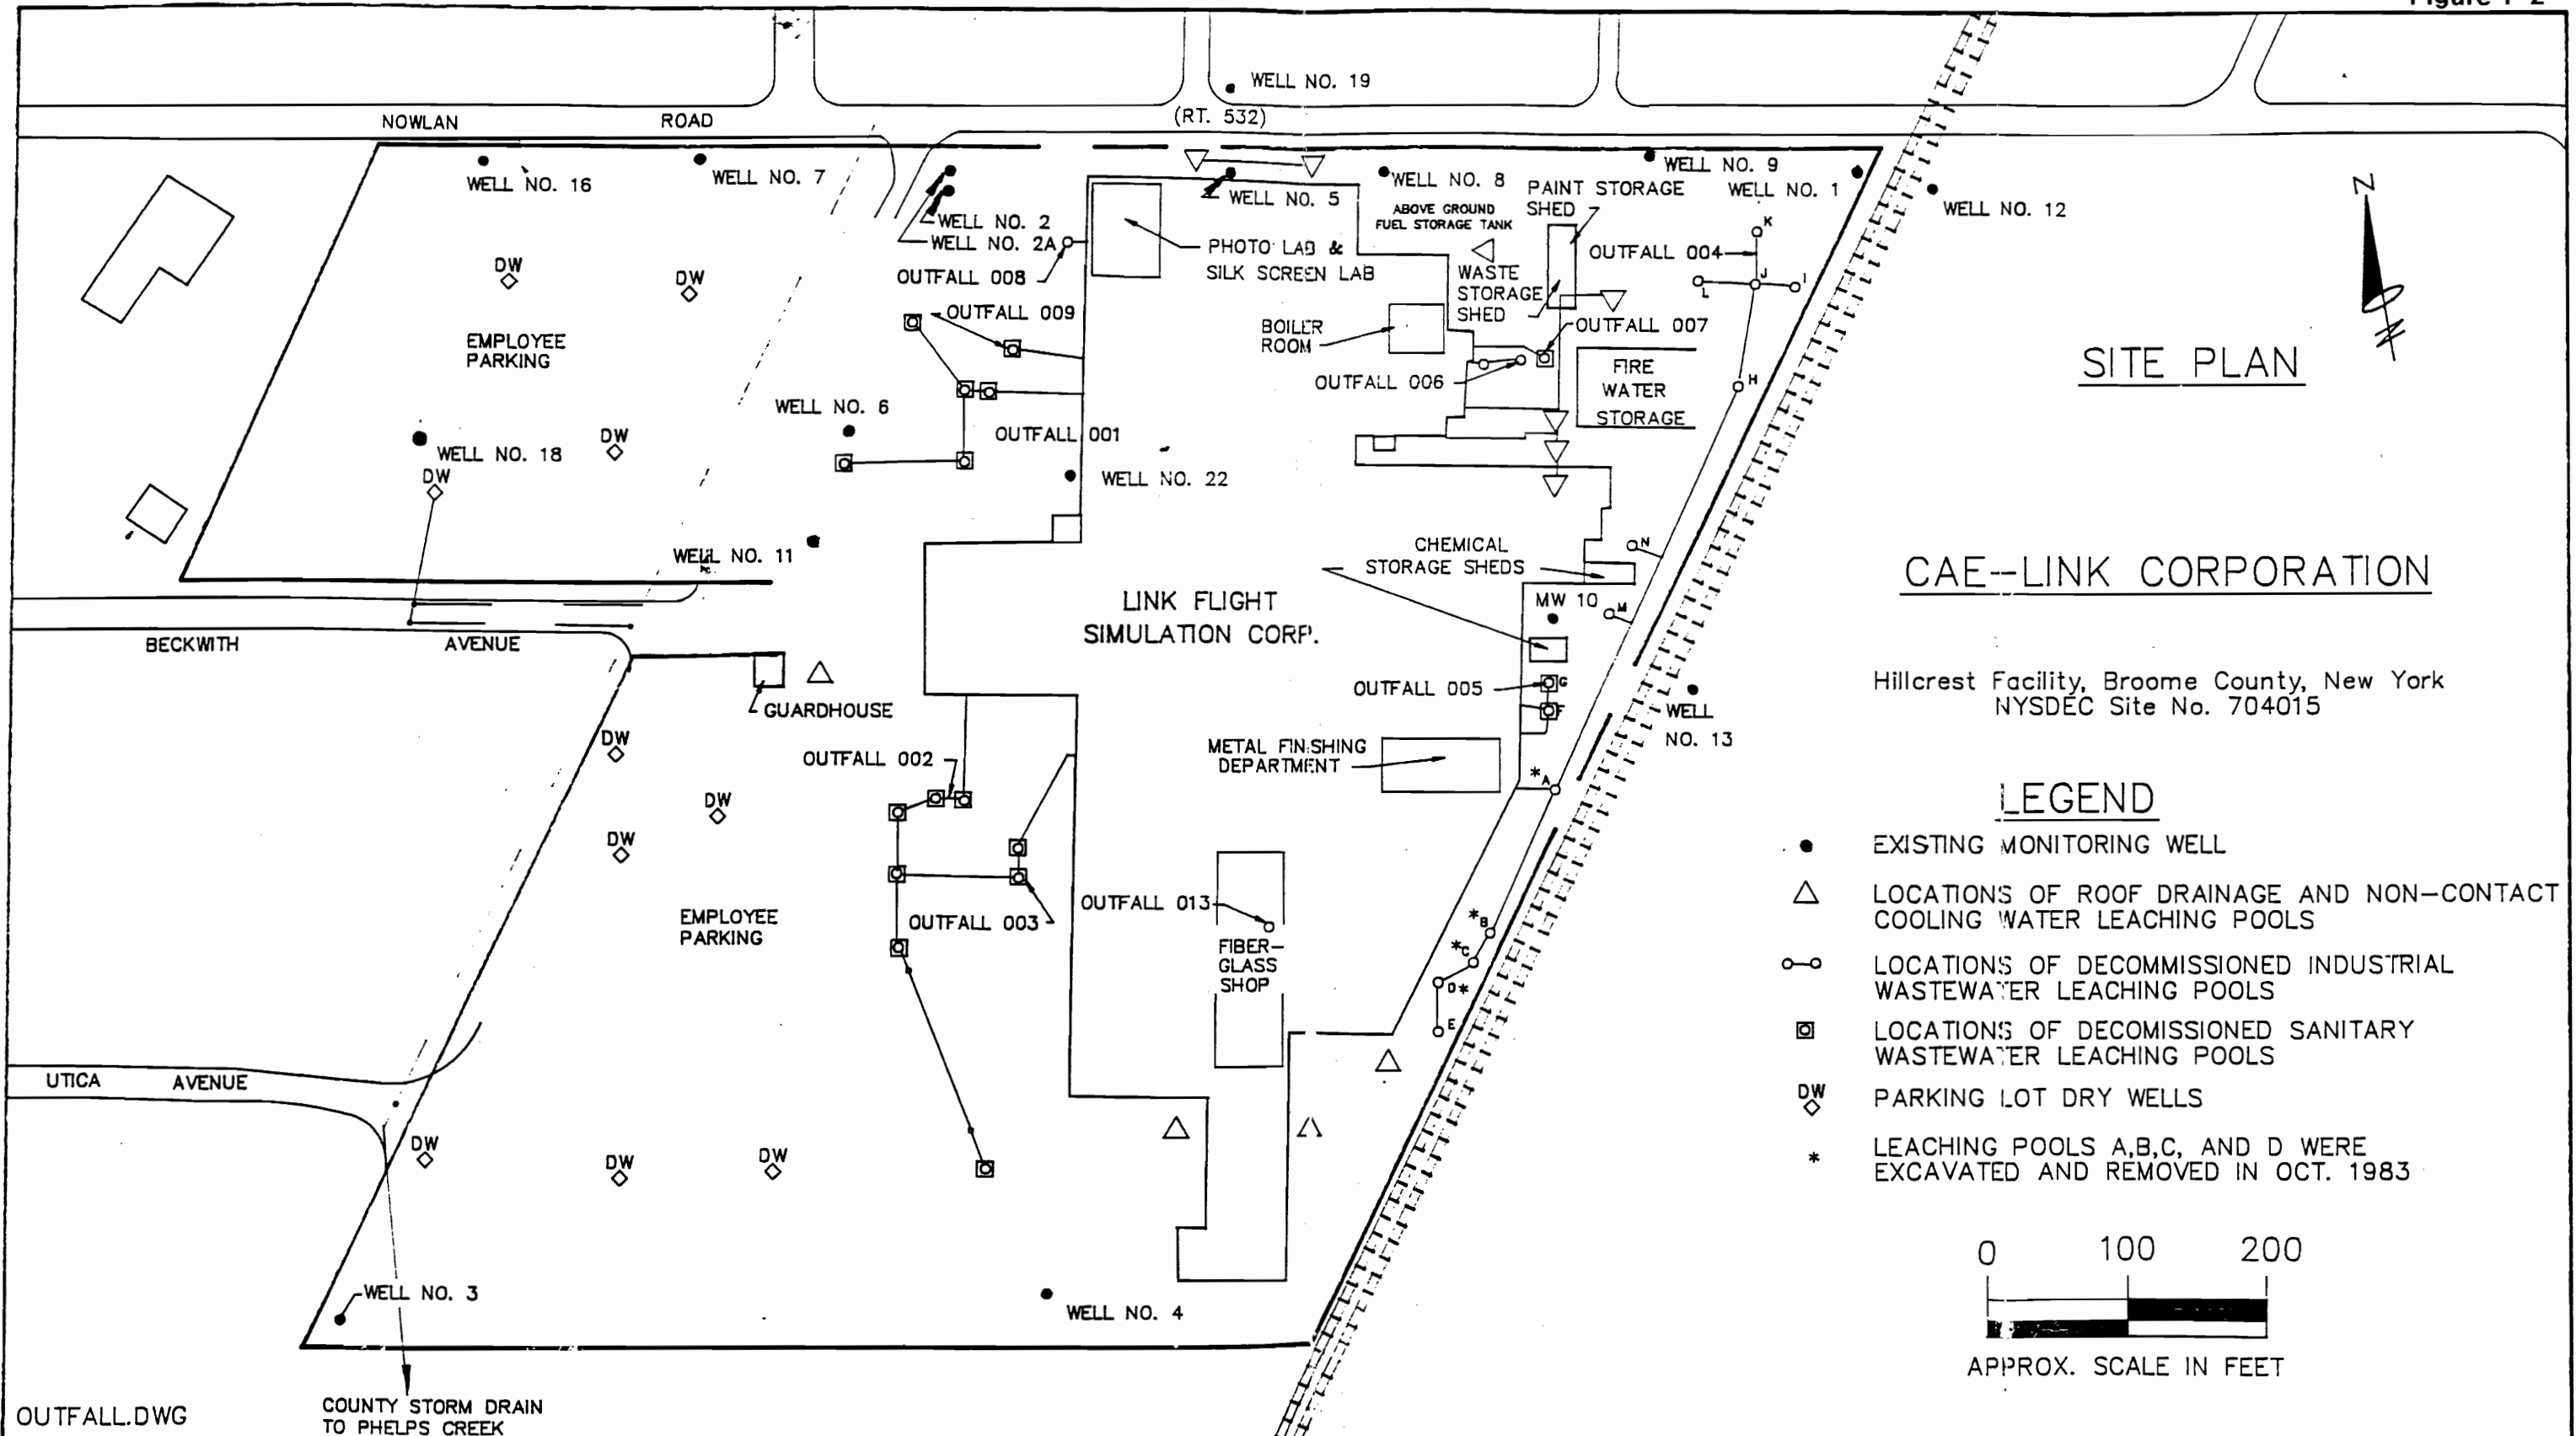 Figure 1-2
WELL NO. 19
NOWLAN ROAD (RT. 532)
WELL NO. 16
WELL NO. 7
WELL NO. 2
WELL NO. 2A
WELL NO. 5
WELL NO. 8
WELL NO. 9
WELL NO. 1
WELL NO. 12
PAINT STORAGE
SHED
ABOVE GROUND
FUEL STORAGE TANK
OUTFALL 004
K
J
I
L
H
N
PHOTO LAB &
SILK SCREEN LAB
OUTFALL 008
OUTFALL 009
WASTE
STORAGE
SHED
BOILER
ROOM
OUTFALL 007
OUTFALL 006
FIRE
WATER
STORAGE
DW
DW
EMPLOYEE
PARKING
WELL NO. 6
OUTFALL 001
DW
WELL NO. 18
DW
WELL NO. 22
WELL NO. 11
CHEMICAL
STORAGE SHEDS
N
MW 10
M
LINK FLIGHT
SIMULATION CORP.
BECKWITH AVENUE
GUARDHOUSE
OUTFALL 005
G
F
WELL
NO. 13
DW
OUTFALL 002
METAL FINISHING
DEPARTMENT
*A
DW
DW
EMPLOYEE
PARKING
OUTFALL 003
OUTFALL 013
FIBER-
GLASS
SHOP
*B
*C
D*
E
UTICA AVENUE
DW
DW
DW
WELL NO. 3
WELL NO. 4
COUNTY STORM DRAIN
TO PHELPS CREEK
OUTFALL.DWG
SITE PLAN
CAE-LINK CORPORATION
Hillcrest Facility, Broome County, New York
NYSDEC Site No. 704015
LEGEND
EXISTING MONITORING WELL
LOCATIONS OF ROOF DRAINAGE AND NON-CONTACT
COOLING WATER LEACHING POOLS
LOCATIONS OF DECOMMISSIONED INDUSTRIAL
WASTEWATER LEACHING POOLS
LOCATIONS OF DECOMISSIONED SANITARY
WASTEWATER LEACHING POOLS
DW
PARKING LOT DRY WELLS
* LEACHING POOLS A,B,C, AND D WERE
EXCAVATED AND REMOVED IN OCT. 1983
0 100 200
APPROX. SCALE IN FEET